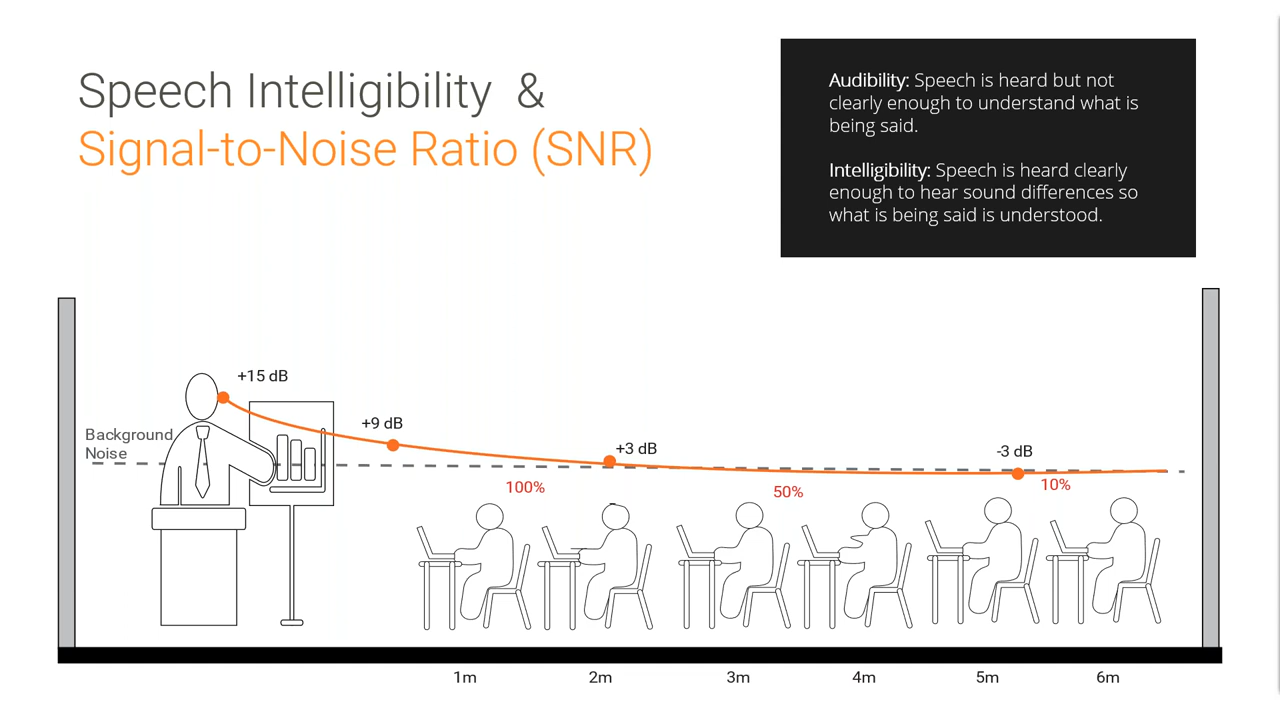 Speech Intelligibility &
Signal-to-Noise Ratio (SNR)
Audibility: Speech is heard but not
clearly enough to understand what is
being said.
Intelligibility: Speech is heard clearly
enough to hear sound differences so
what is being said is understood.
+15 dB
+9 dB
+3 dB
-3 dB
Background
Noise
100%
50%
10%
1m
2m
3m
4m
5m
6m